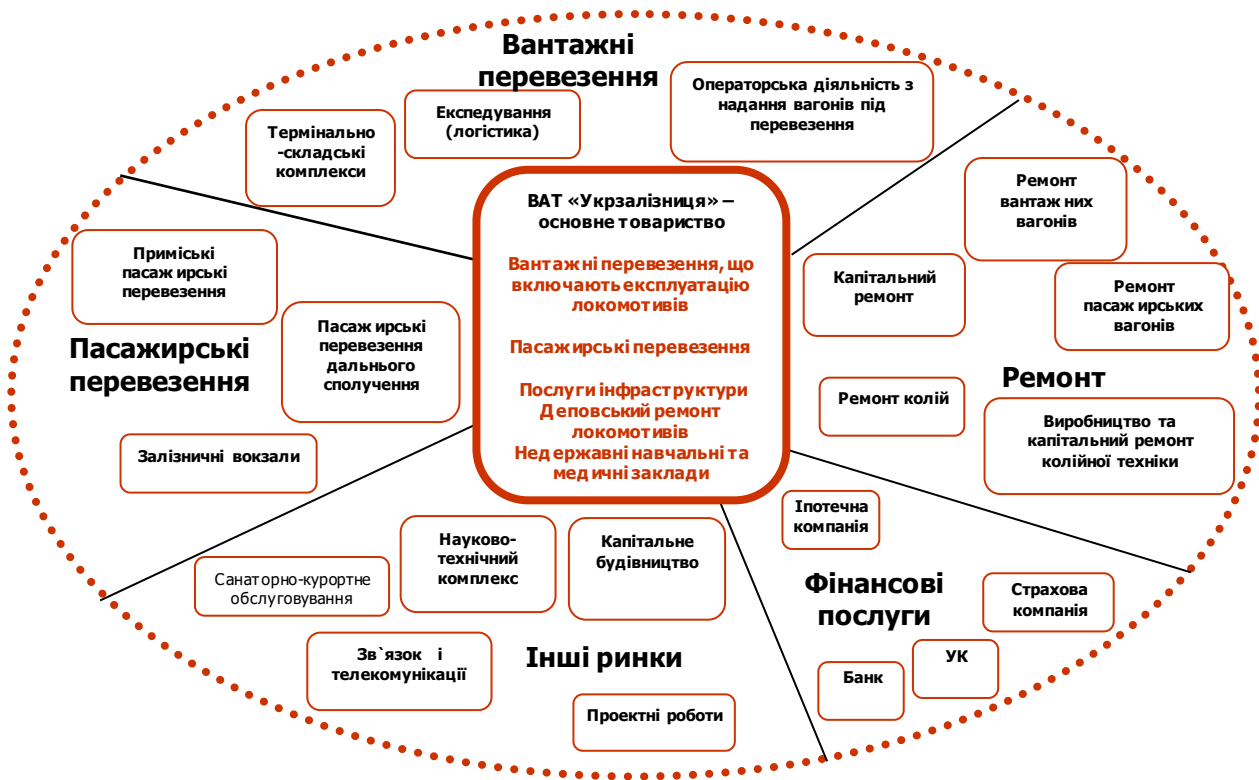 Вантажні
перевезення
Операторська діяльність з
надання вагонів під
перевезення
Експедування
(логістика)
Термінально
-складські
комплекси
ВАТ «Укрзалізниця» –
основне товариство
Вантажні перевезення, що
включають експлуатацію
локомотивів
Пасажирські перевезення
Послуги інфраструктури
Деповський ремонт
локомотивів
Недержавні навчальні та
медичні заклади
Ремонт
вантажних
вагонів
Капітальний
ремонт
Ремонт
пасажирських
вагонів
Ремонт
Ремонт колій
Виробництво та
капітальний ремонт
колійної техніки
Приміські
пасажирські
перевезення
Пасажирські
перевезення
дальнього
сполучення
Пасажирські
перевезення
Залізничні вокзали
Іпотечна
компанія
Фінансові
послуги
Страхова
компанія
УК
Банк
Науково-
технічний
комплекс
Капітальне
будівництво
Санаторно-курортне
обслуговування
Зв`язок і
телекомунікації
Інші ринки
Проектні роботи